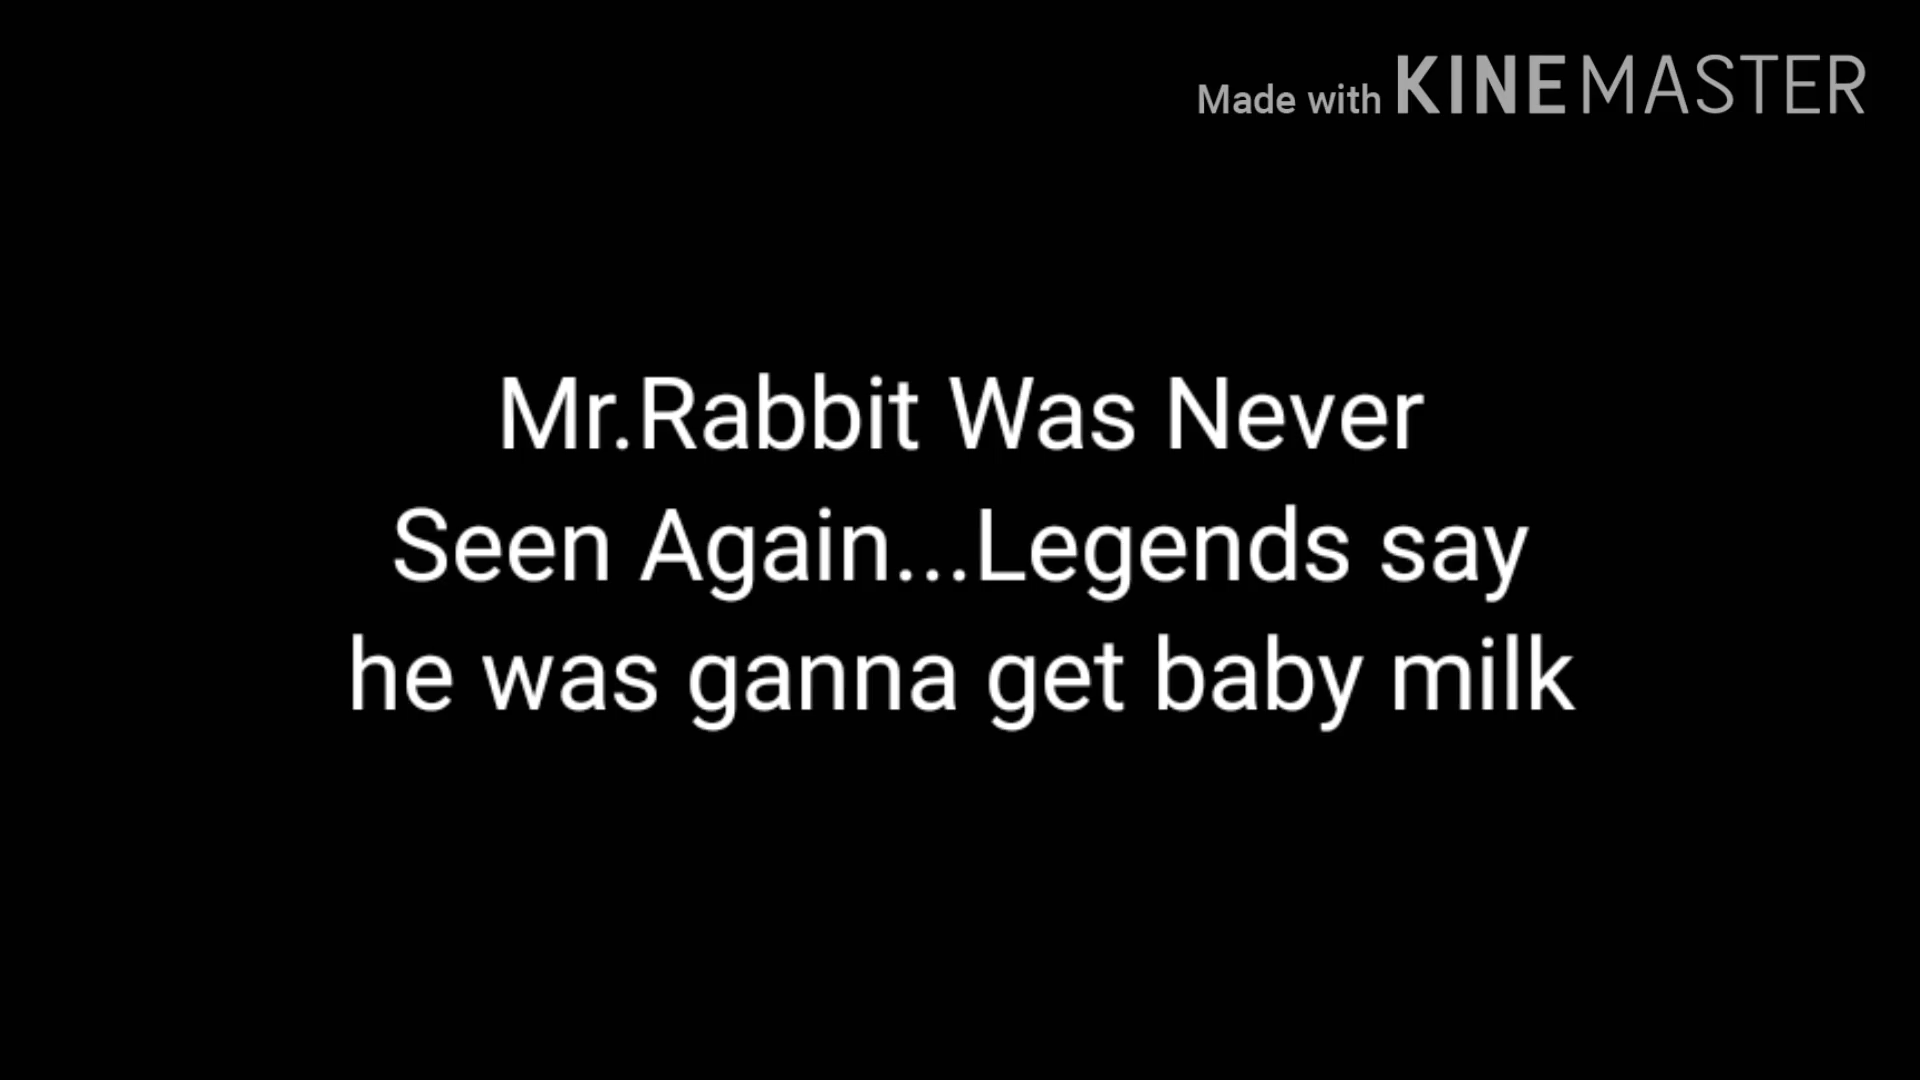 Made with KINEMASTER
Mr.Rabbit Was Never
Seen Again...Legends say
he was ganna get baby milk